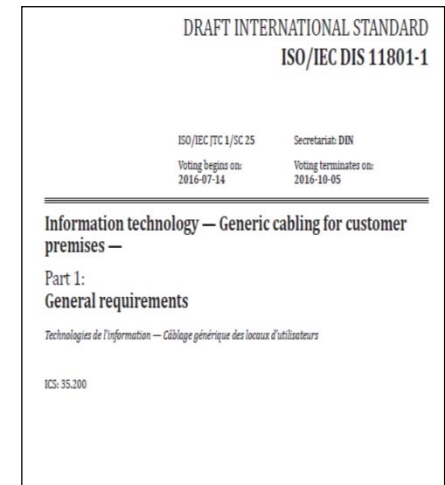 DRAFT INTERNATIONAL STANDARD
ISO/IEC DIS 11801-1
ISO/IEC JTC 1/SC 25
Secretariat: DIN
Voting begins on:
2016-07-14
Voting terminates on:
2016-10-05
Information technology — Generic cabling for customer
premises —
Part 1:
General requirements
Technologies de l'information — Câblage générique des locaux d'utilisateurs
ICS: 35.200